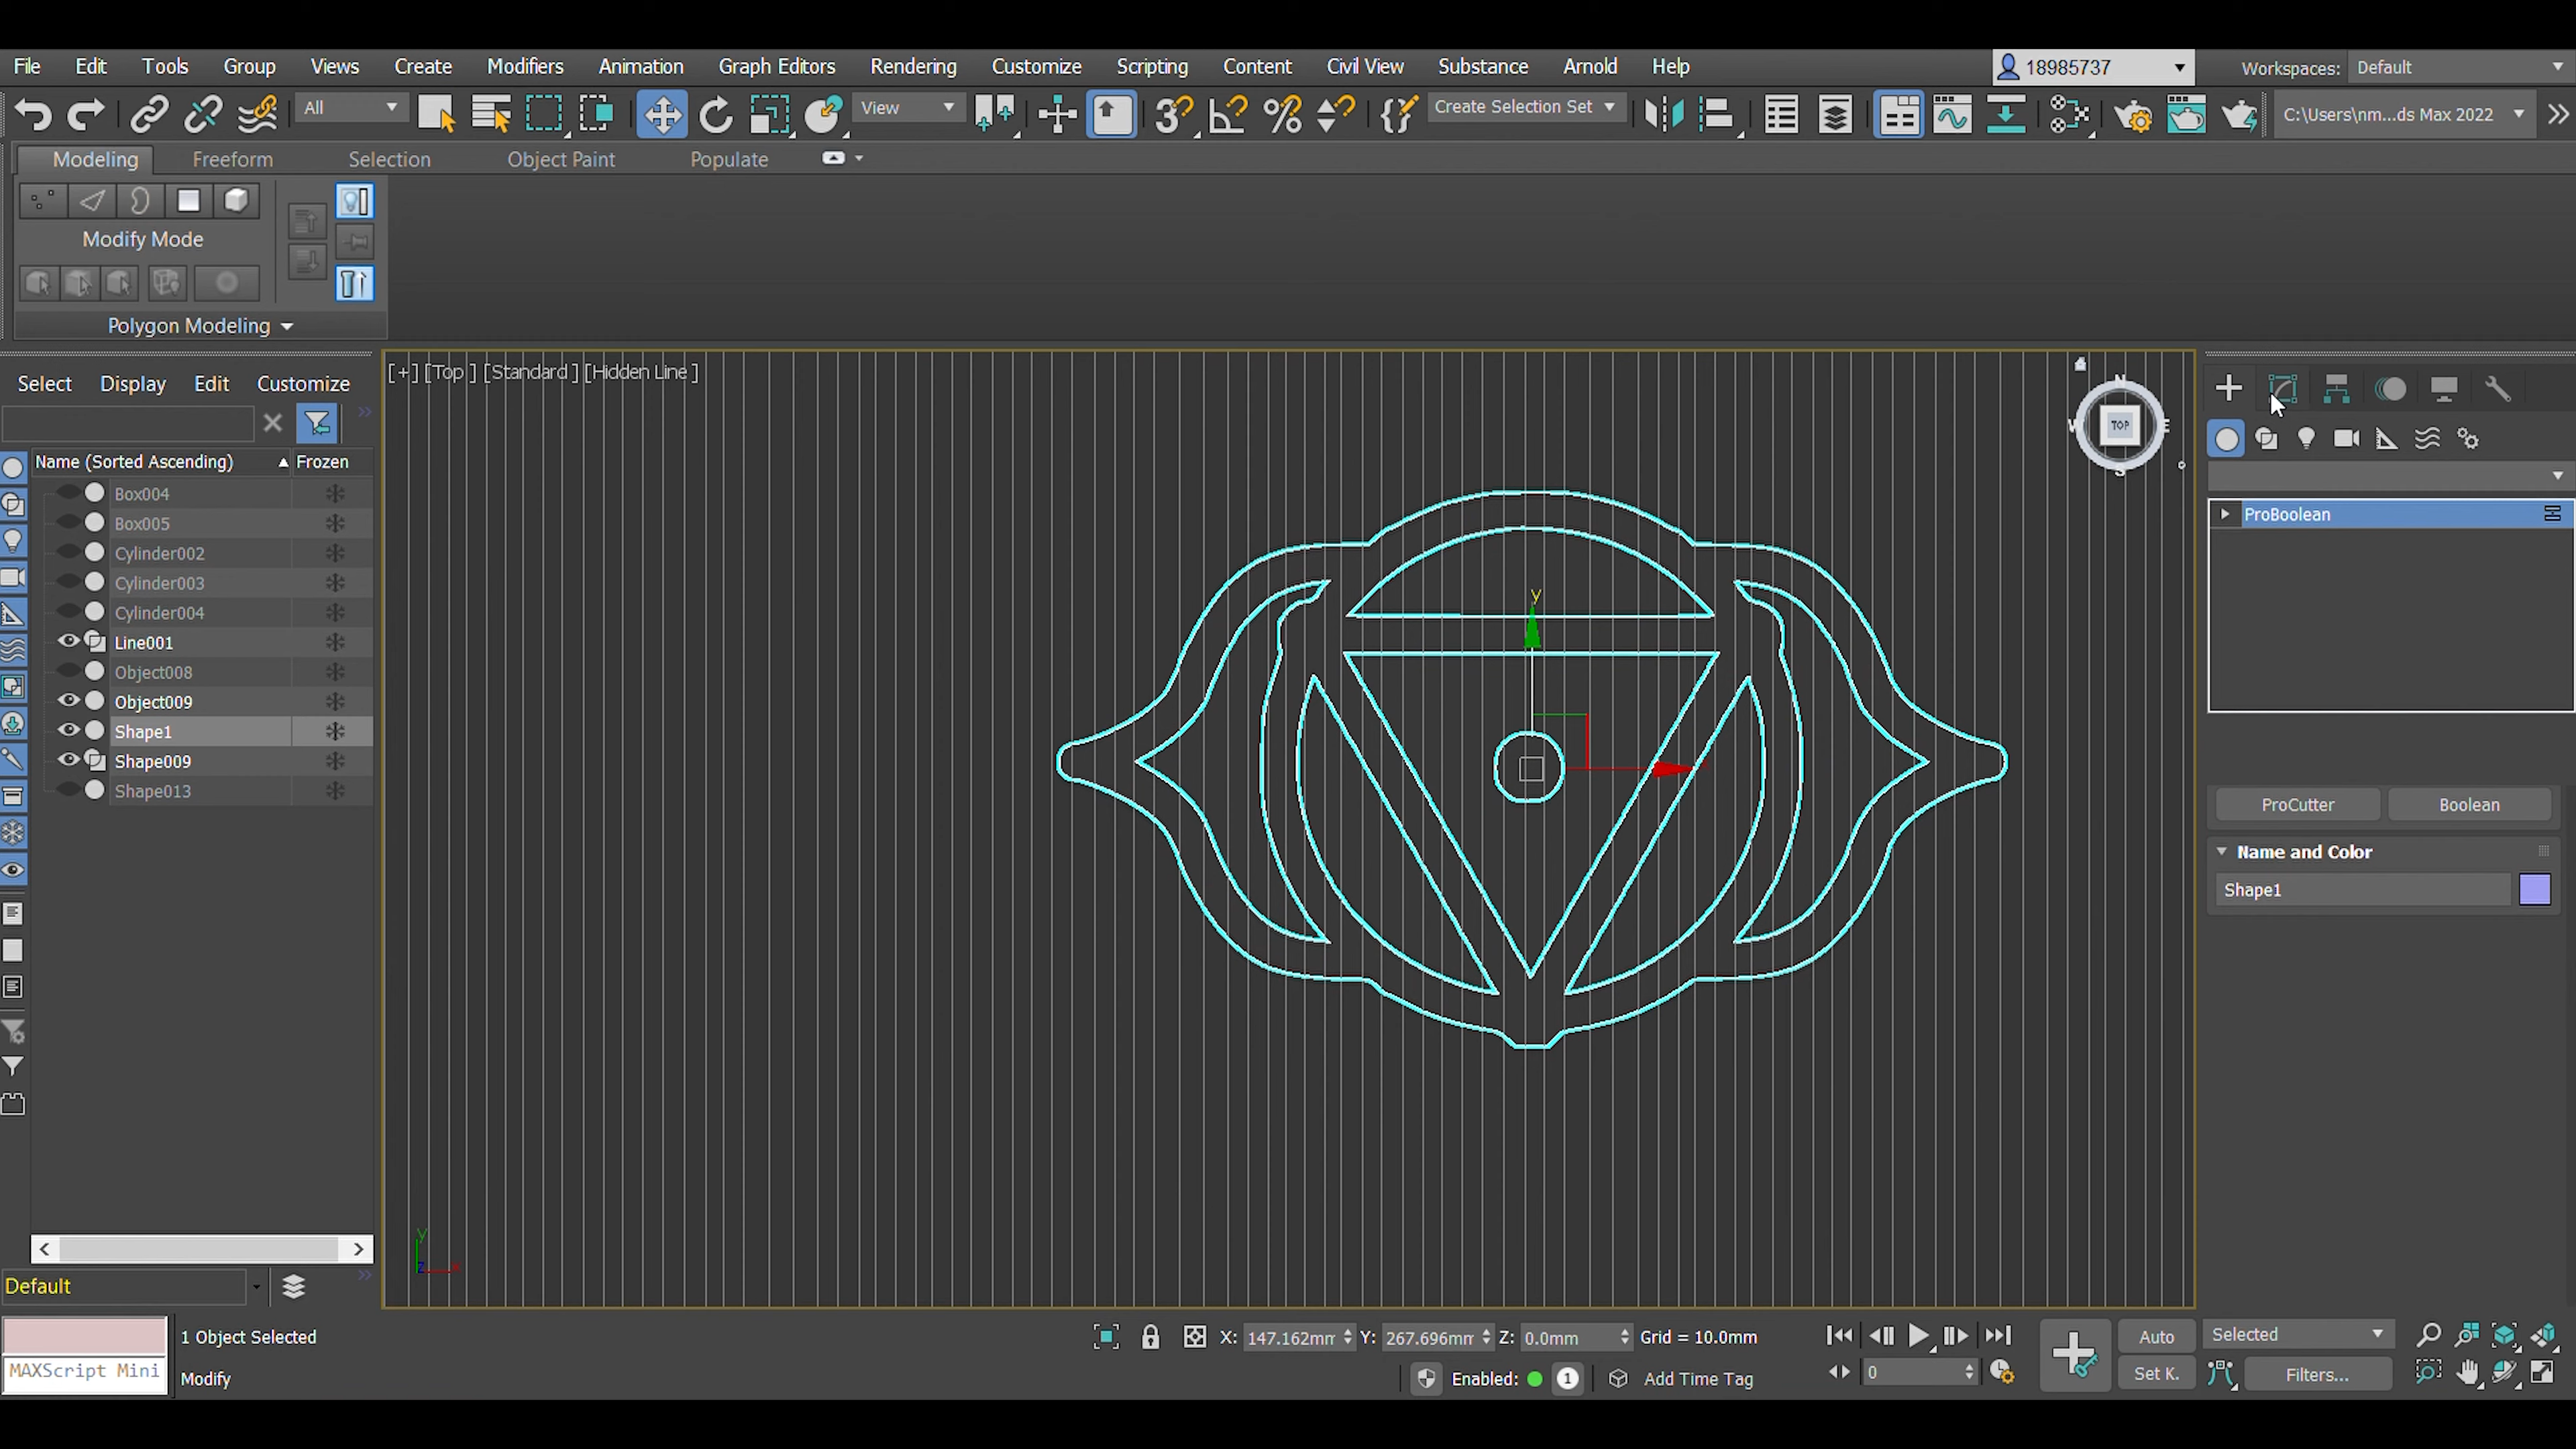 File Edit Tools Group Views Create Modifiers Animation Graph Editors Rendering Customize Scripting Content Civil View Substance Arnold Help 18985737 Workspaces: Default
All View Create Selection Set C:\Users\nm...ds Max 2022
Modeling Freeform Selection Object Paint Populate
Modify Mode
Polygon Modeling
[+] [Top ] [Standard ] [Hidden Line ]
Select Display Edit Customize
Name (Sorted Ascending) Frozen
Box004
Box005
Cylinder002
Cylinder003
Cylinder004
Line001
Object008
Object009
Shape1
Shape009
Shape013
Default
y
y
z
x
N
W TOP E
S
ProBoolean
ProCutter Boolean
Name and Color
Shape1
1 Object Selected X: 147.162mm Y: 267.696mm Z: 0.0mm Grid = 10.0mm Auto Selected
MAXScript Mini Modify Enabled: 1 Add Time Tag 0 Set K. Filters...